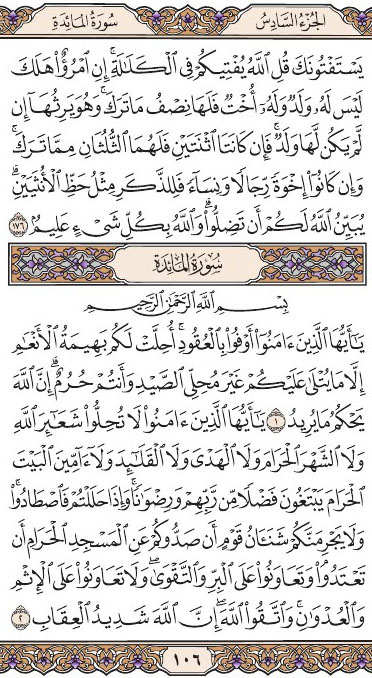 الجزء السادس سورة المائدة
يَسْتَفْتُونَكَ قُلِ ٱللَّهُ يُفْتِيكُمْ فِى ٱلْكَلَـٰلَةِ ۚ إِنِ ٱمْرُؤٌا۟ هَلَكَ
لَيْسَ لَهُۥ وَلَدٌ وَلَهُۥٓ أُخْتٌ فَلَهَا نِصْفُ مَا تَرَكَ ۚ وَهُوَ يَرِثُهَآ إِن
لَّمْ يَكُن لَّهَا وَلَدٌ ۚ فَإِن كَانَتَا ٱثْنَتَيْنِ فَلَهُمَا ٱلثُّلُثَانِ مِمَّا تَرَكَ ۚ
وَإِن كَانُوٓا۟ إِخْوَةً رِّجَالًا وَنِسَآءً فَلِلذَّكَرِ مِثْلُ حَظِّ ٱلْأُنثَيَيْنِ ۗ
يُبَيِّنُ ٱللَّهُ لَكُمْ أَن تَضِلُّوا۟ ۗ وَٱللَّهُ بِكُلِّ شَىْءٍ عَلِيمٌۢ ١٧٦
سورة المائدة
بِسْمِ ٱللَّهِ ٱلرَّحْمَـٰنِ ٱلرَّحِيمِ
يَـٰٓأَيُّهَا ٱلَّذِينَ ءَامَنُوٓا۟ أَوْفُوا۟ بِٱلْعُقُودِ ۚ أُحِلَّتْ لَكُم بَهِيمَةُ ٱلْأَنْعَـٰمِ
إِلَّا مَا يُتْلَىٰ عَلَيْكُمْ غَيْرَ مُحِلِّى ٱلصَّيْدِ وَأَنتُمْ حُرُمٌ ۗ إِنَّ ٱللَّهَ
يَحْكُمُ مَا يُرِيدُ ١ يَـٰٓأَيُّهَا ٱلَّذِينَ ءَامَنُوا۟ لَا تُحِلُّوا۟ شَعَـٰٓئِرَ ٱللَّهِ
وَلَا ٱلشَّهْرَ ٱلْحَرَامَ وَلَا ٱلْهَدْىَ وَلَا ٱلْقَلَـٰٓئِدَ وَلَآ ءَآمِّينَ ٱلْبَيْتَ
ٱلْحَرَامَ يَبْتَغُونَ فَضْلًا مِّن رَّبِّهِمْ وَرِضْوَٰنًا ۚ وَإِذَا حَلَلْتُمْ فَٱصْطَادُوا۟ ۚ
وَلَا يَجْرِمَنَّكُمْ شَنَـَٔانُ قَوْمٍ أَن صَدُّوكُمْ عَنِ ٱلْمَسْجِدِ ٱلْحَرَامِ أَن
تَعْتَدُوا۟ ۘ وَتَعَاوَنُوا۟ عَلَى ٱلْبِرِّ وَٱلتَّقْوَىٰ ۖ وَلَا تَعَاوَنُوا۟ عَلَى ٱلْإِثْمِ
وَٱلْعُدْوَٰنِ ۚ وَٱتَّقُوا۟ ٱللَّهَ ۖ إِنَّ ٱللَّهَ شَدِيدُ ٱلْعِقَابِ ٢
١٠٦